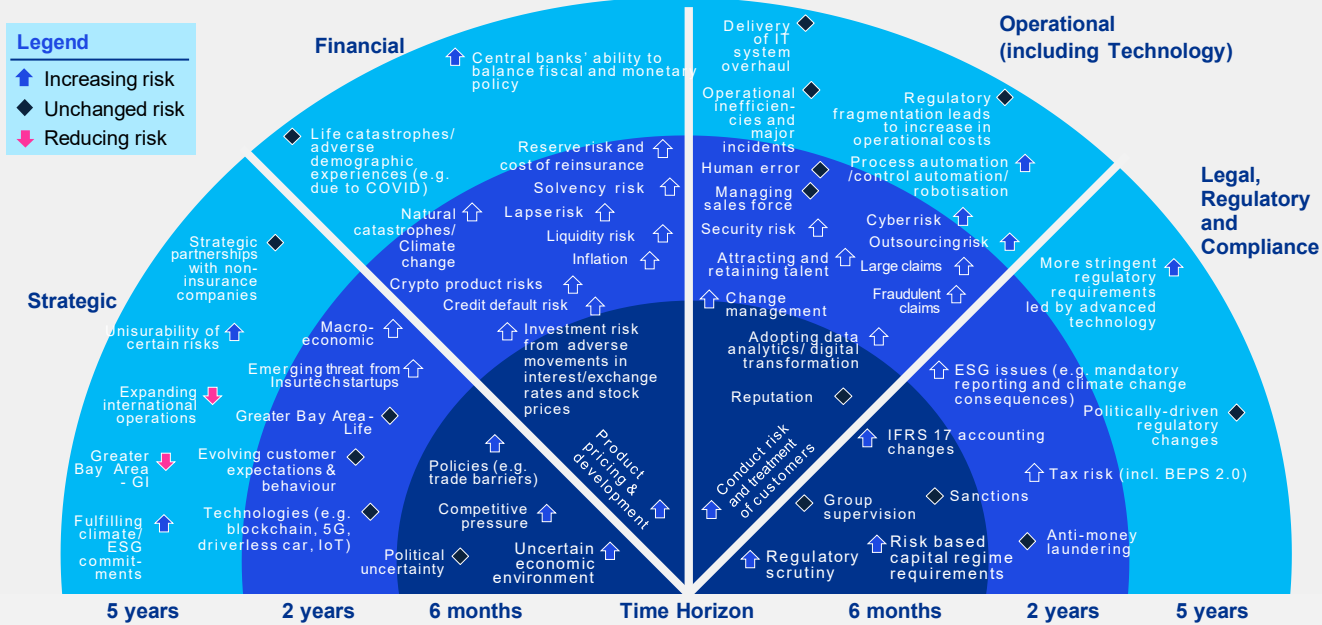 Legend
Increasing risk
Unchanged risk
Reducing risk
Financial
Central banks' ability to
balance fiscal and monetary
policy
Life catastrophes/
adverse
demographic
experiences (e.g.
due to COVID)
Reserve risk and
cost of reinsurance
Solvency risk
Natural
catastrophes/
Climate
change
Lapse risk
Liquidity risk
Inflation
Crypto product risks
Credit default risk
Investment risk
from adverse
movements in
interest/exchange
rates and stock
prices
Product
pricing &
development
Strategic
Strategic
partnerships
with non-
insurance
companies
Unisurability of
certain risks
Expanding
international
operations
Greater
Bay Area
- GI
Fulfilling
climate/
ESG
commit-
ments
Macro-
economic
Emerging threat from
Insurtech startups
Greater Bay Area-
Life
Evolving customer
expectations &
behaviour
Technologies (e.g.
blockchain, 5G,
driverless car, IoT)
Policies (e.g.
trade barriers)
Competitive
pressure
Political
uncertainty
Uncertain
economic
environment
Operational
(including Technology)
Delivery
of IT
system
overhaul
Operational
inefficien-
cies and
major
incidents
Regulatory
fragmentation leads
to increase in
operational costs
Process automation
/control automation/
robotisation
Human error
Managing
sales force
Security risk
Attracting and
retaining talent
Change
management
Cyber risk
Outsourcing risk
Large claims
Fraudulent
claims
Adopting data
analytics/ digital
transformation
Reputation
Conduct risk
and treatment
of customers
Legal,
Regulatory
and
Compliance
More stringent
regulatory
requirements
led by advanced
technology
ESG issues (e.g. mandatory
reporting and climate change
consequences)
Politically-driven
regulatory
changes
IFRS 17 accounting
changes
Tax risk (incl. BEPS 2.0)
Sanctions
Group
supervision
Anti-money
laundering
Risk based
capital regime
requirements
Regulatory
scrutiny
5 years
2 years
6 months
Time Horizon
6 months
2 years
5 years